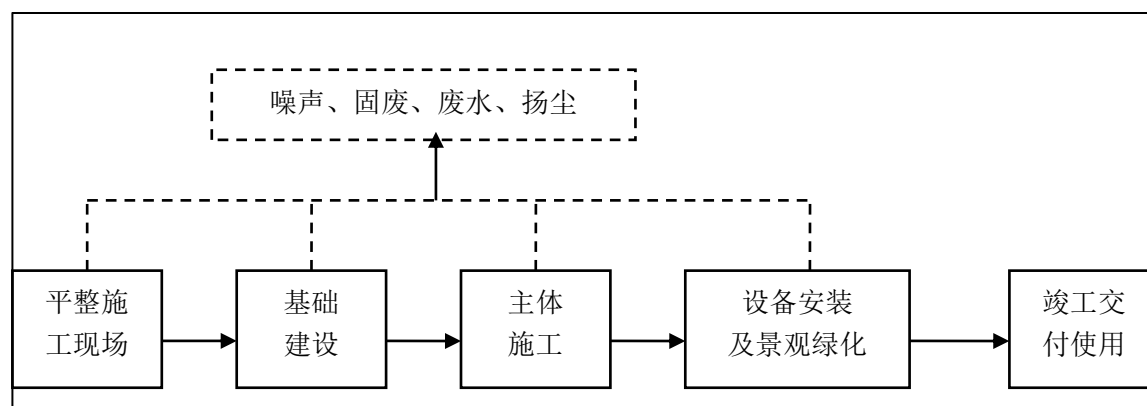 噪声、固废、废水、扬尘
平整施
工现场
基础
建设
主体
施工
设备安装
及景观绿化
竣工交
付使用